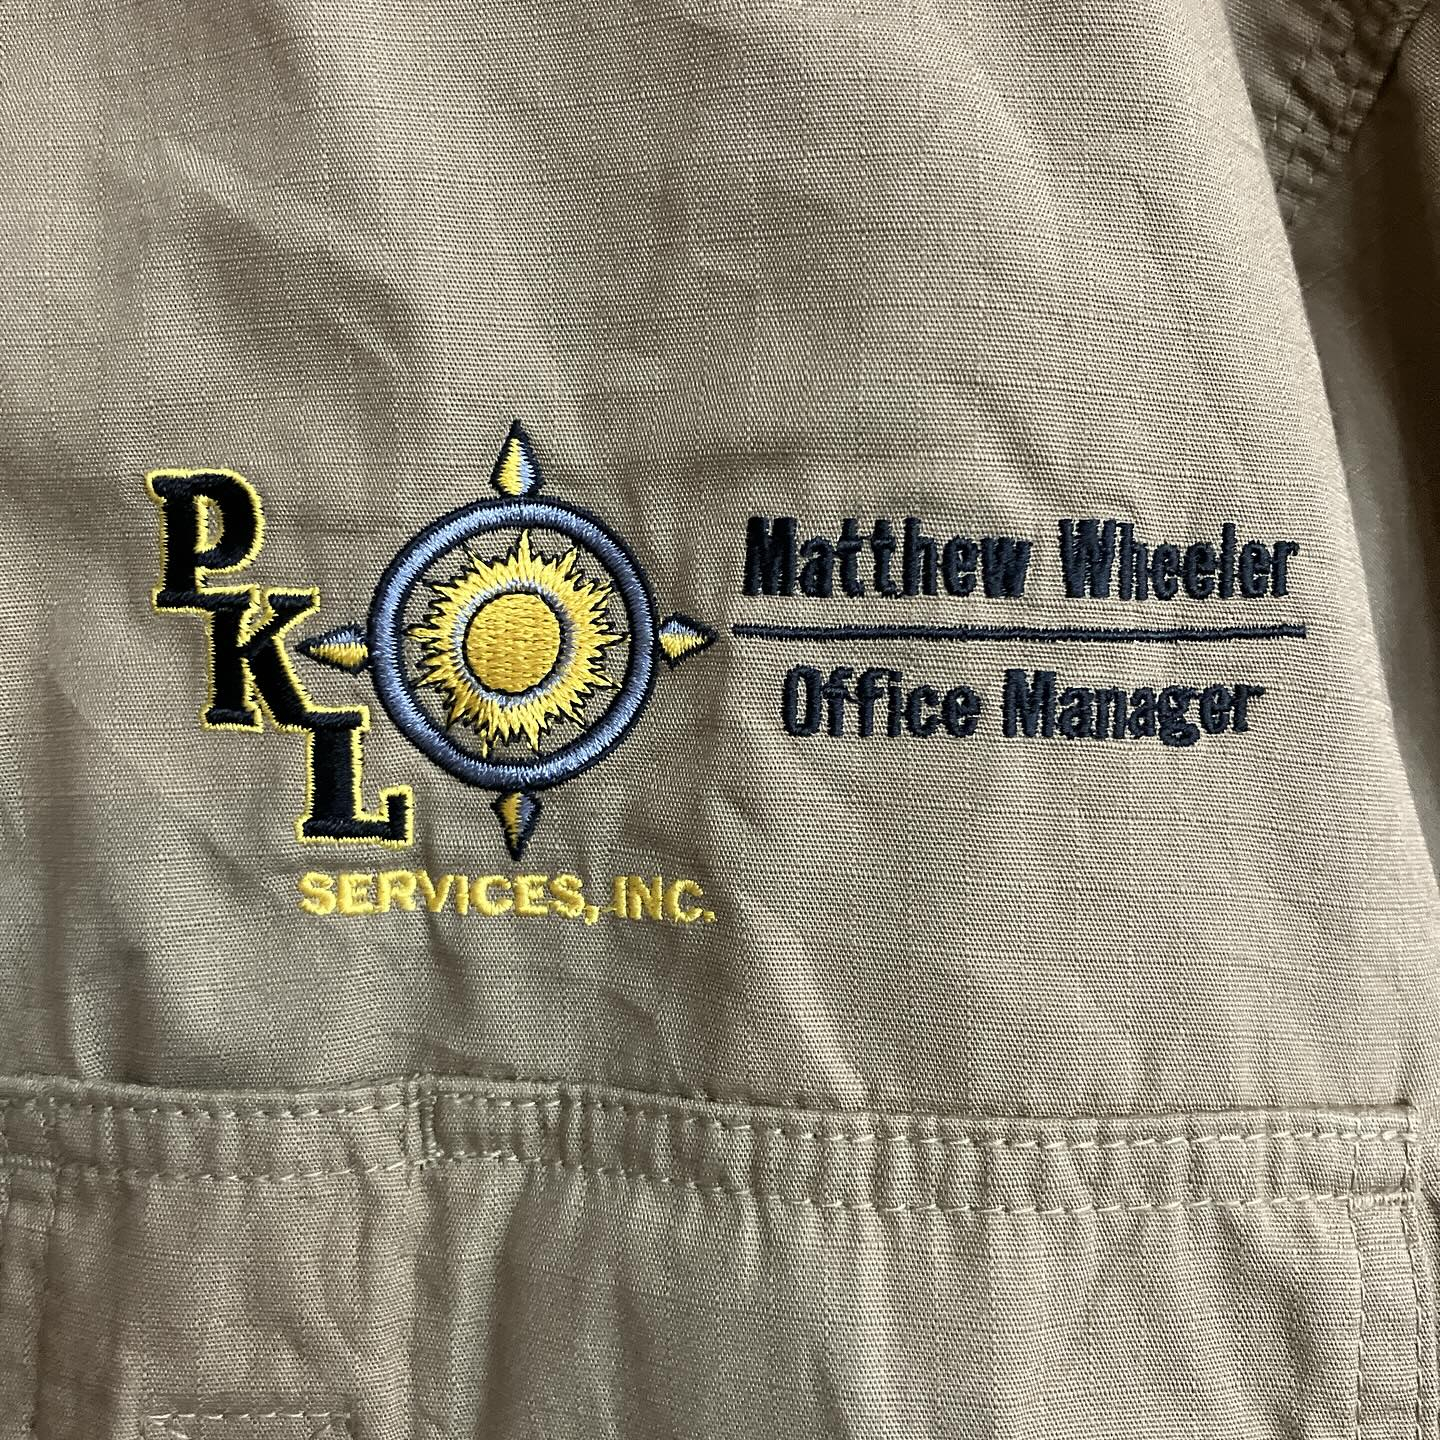 PKL
SERVICES, INC.
Matthew Wheeler
Office Manager